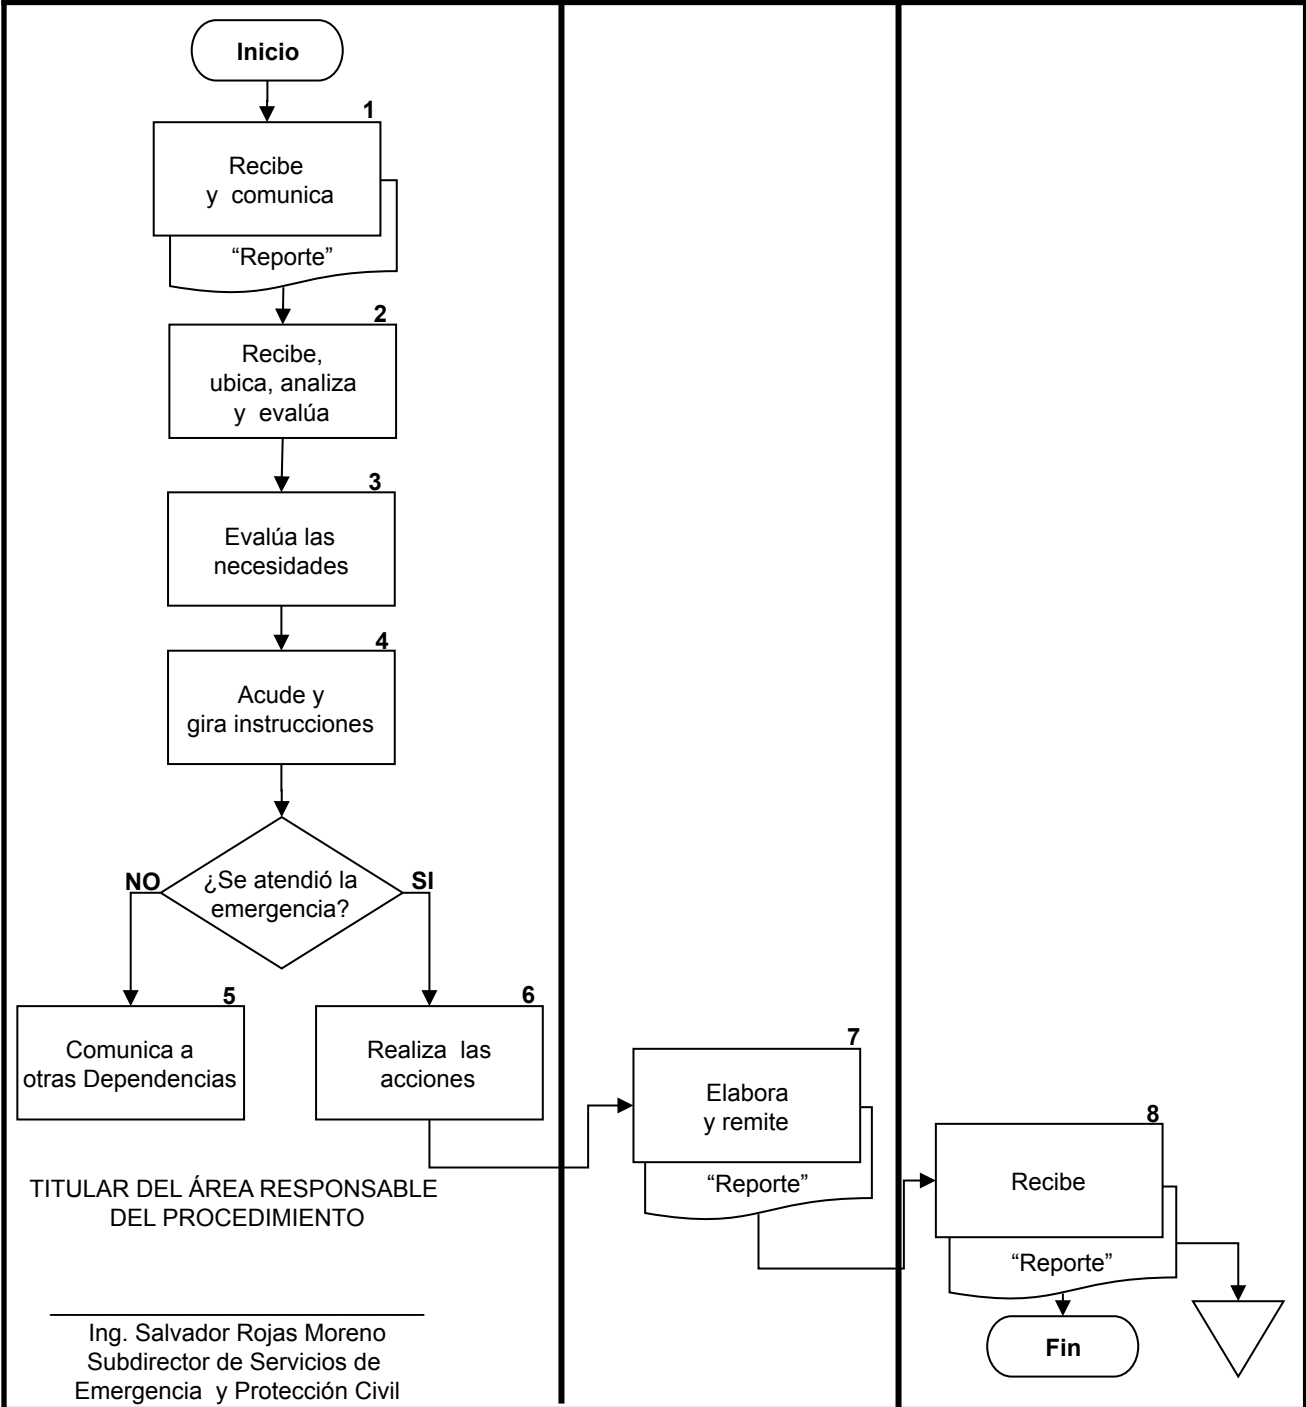 Inicio
1
Recibe
y comunica
“Reporte”
2
Recibe,
ubica, analiza
y evalúa
3
Evalúa las
necesidades
4
Acude y
gira instrucciones
NO
¿Se atendió la
emergencia?
SI
5
Comunica a
otras Dependencias
6
Realiza las
acciones
7
Elabora
y remite
“Reporte”
8
Recibe
“Reporte”
Fin
TITULAR DEL ÁREA RESPONSABLE
DEL PROCEDIMIENTO
Ing. Salvador Rojas Moreno
Subdirector de Servicios de
Emergencia y Protección Civil